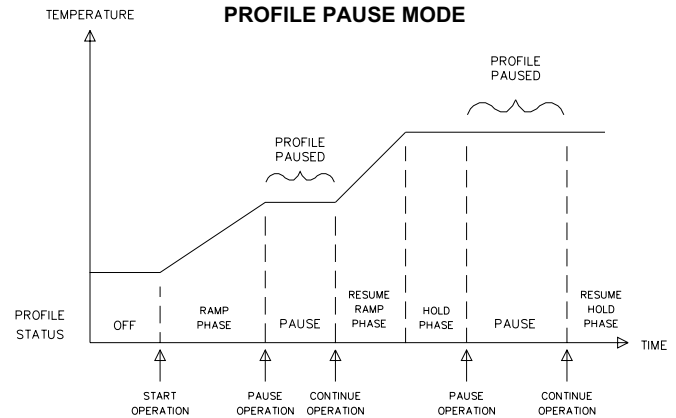 PROFILE PAUSE MODE
TEMPERATURE
PROFILE
PAUSED
PROFILE
PAUSED
PROFILE
STATUS
OFF
RAMP
PHASE
PAUSE
RESUME
RAMP
PHASE
HOLD
PHASE
PAUSE
RESUME
HOLD
PHASE
TIME
START
OPERATION
PAUSE
OPERATION
CONTINUE
OPERATION
PAUSE
OPERATION
CONTINUE
OPERATION